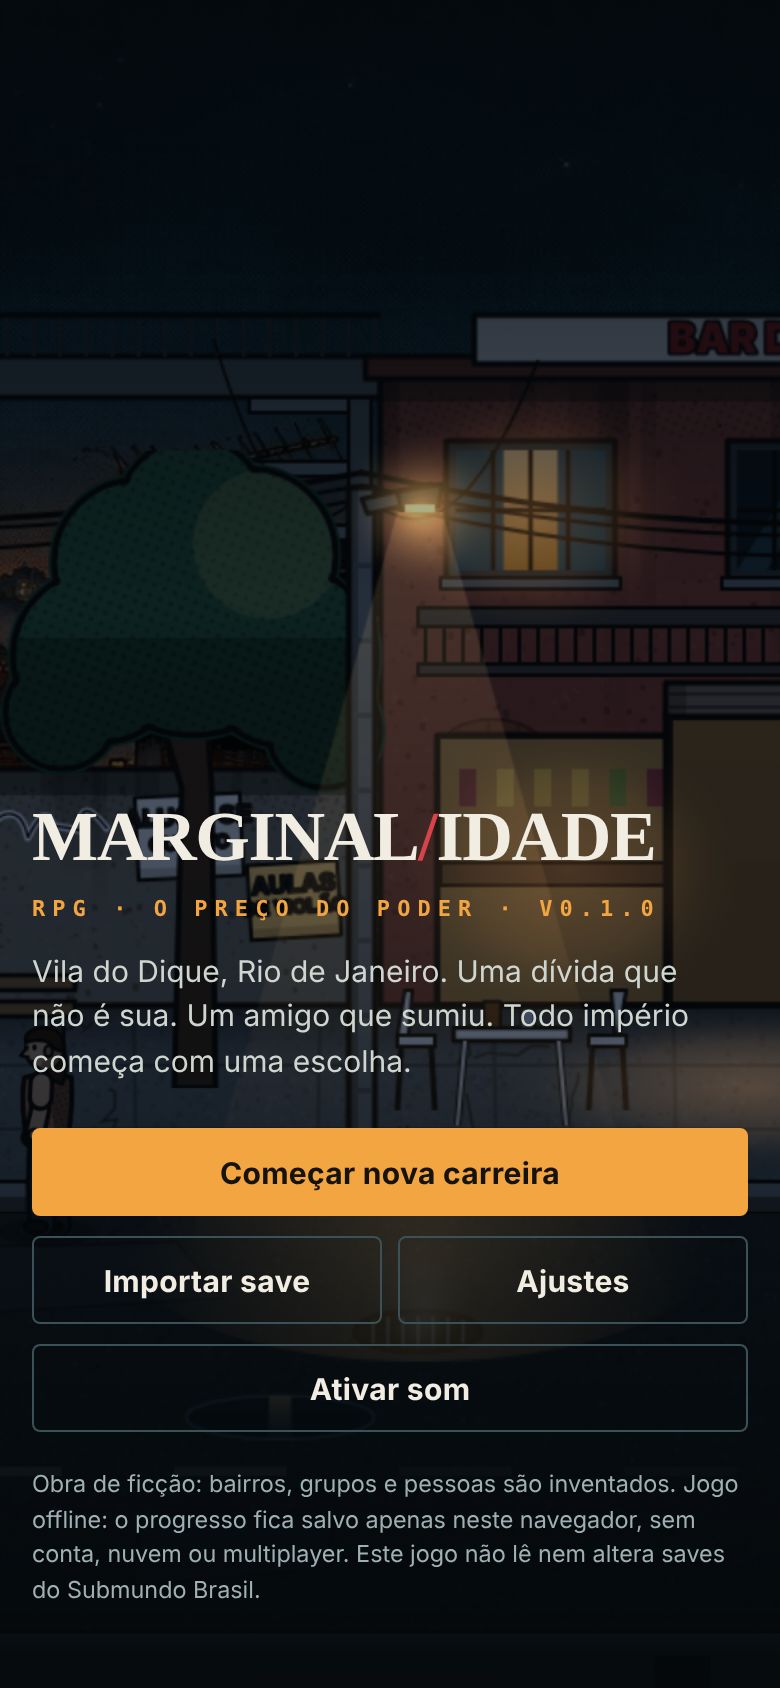 BAR
MARGINAL/IDADE
AULAS
RPG · O PREÇO DO PODER · V0.1.0
Vila do Dique, Rio de Janeiro. Uma dívida que
não é sua. Um amigo que sumiu. Todo império
começa com uma escolha.
Começar nova carreira
Importar save
Ajustes
Ativar som
Obra de ficção: bairros, grupos e pessoas são inventados. Jogo
offline: o progresso fica salvo apenas neste navegador, sem
conta, nuvem ou multiplayer. Este jogo não lê nem altera saves
do Submundo Brasil.